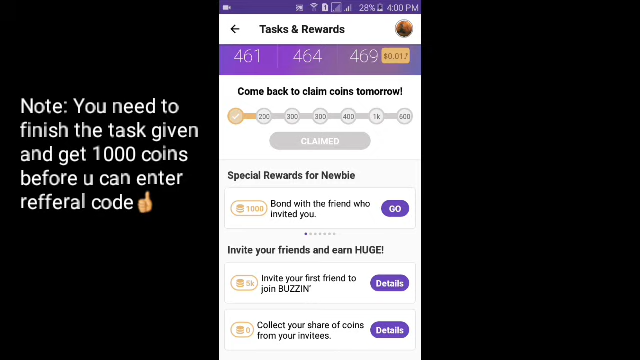 28% 4:00 PM
Tasks & Rewards
461 464 469 $0.01
Come back to claim coins tomorrow!
200 300 300 400 1k 600
CLAIMED
Note: You need to
finish the task given
and get 1000 coins
before u can enter
refferal code
Special Rewards for Newbie
1000 Bond with the friend who
invited you. GO
Invite your friends and earn HUGE!
5k Invite your first friend to
join BUZZIN' Details
0 Collect your share of coins
from your invitees. Details